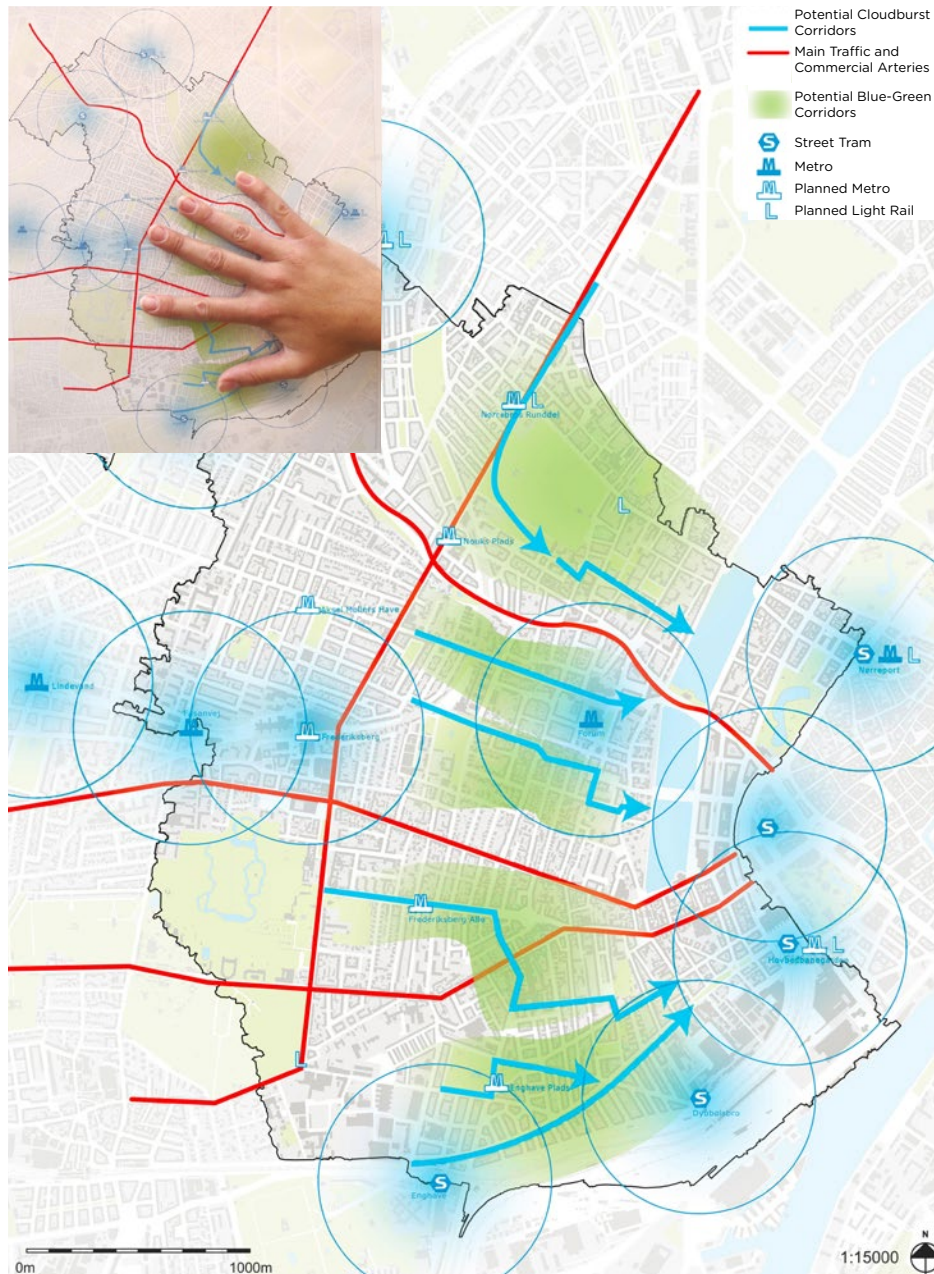 Potential Cloudburst
Corridors
Main Traffic and
Commercial Arteries
Potential Blue-Green
Corridors
S
Street Tram
M
Metro
M
Planned Metro
L
Planned Light Rail
L
M L
Nørrebros Runddel
L
M
Nuuks Plads
M
Aksel Møllers Have
S M L
Nørreport
M
Lindevang
M
Fasanvej
M
Frederiksberg
M
Forum
S
M
Frederiksberg Alle
S M L
Hovedbanegården
L
M
Enghave Plads
S
Dybbølsbro
S
Enghave
0m
1000m
1:15000
N